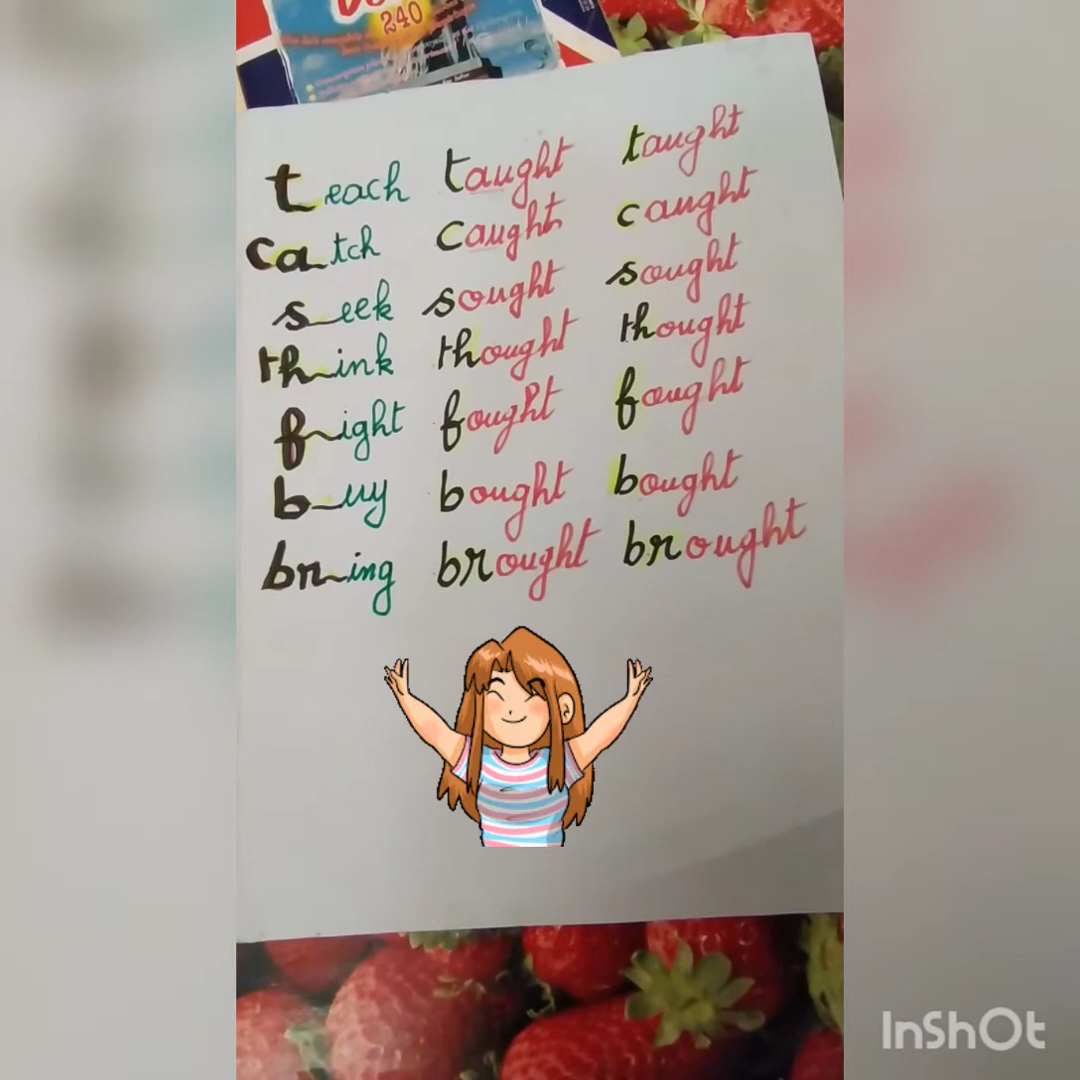 240
teach taught taught
catch caught caught
seek sought sought
think thought thought
fight fought fought
buy bought bought
bring brought brought
InShOt